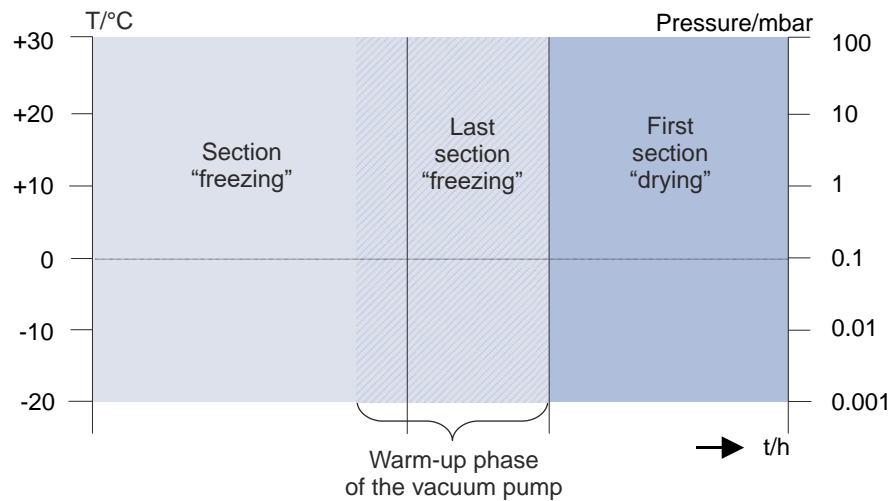 T/°C
Pressure/mbar
+30
100
+20
10
Section
“freezing”
Last
section
“freezing”
First
section
“drying”
+10
1
0
0.1
-10
0.01
-20
0.001
t/h
Warm-up phase
of the vacuum pump